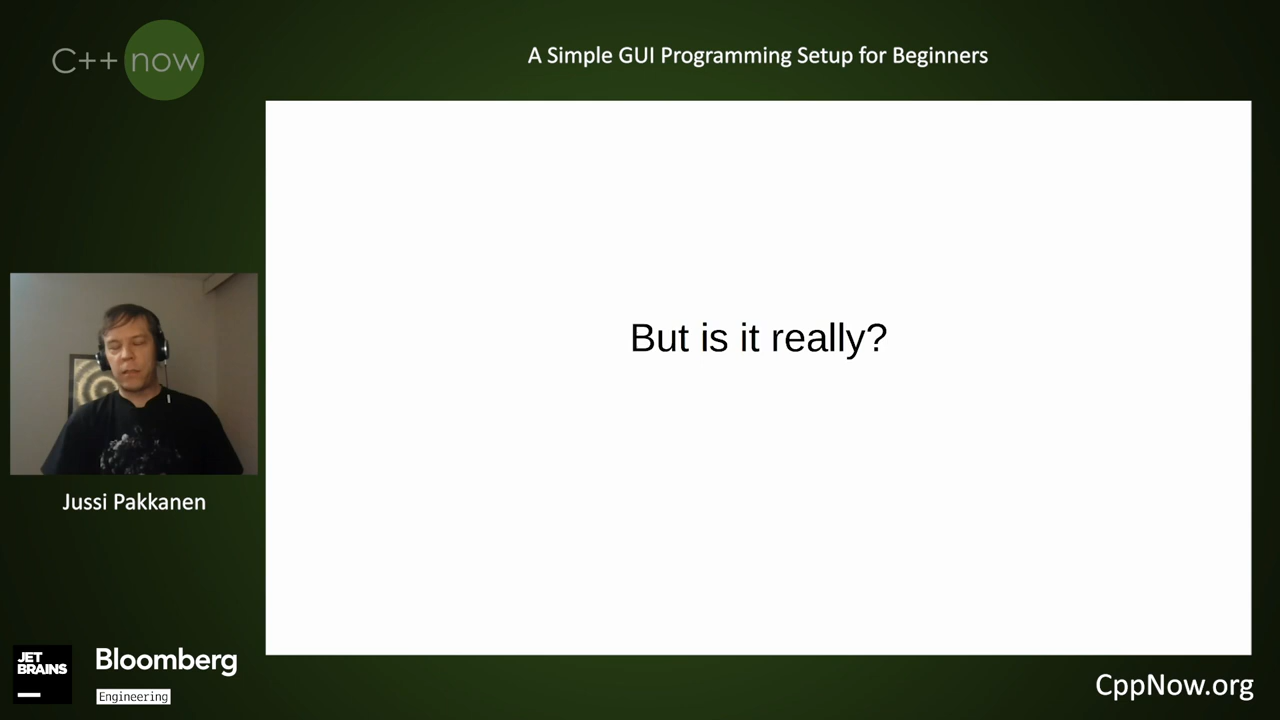 C++ now
A Simple GUI Programming Setup for Beginners
But is it really?
Jussi Pakkanen
JET
BRAINS
Bloomberg
Engineering
CppNow.org